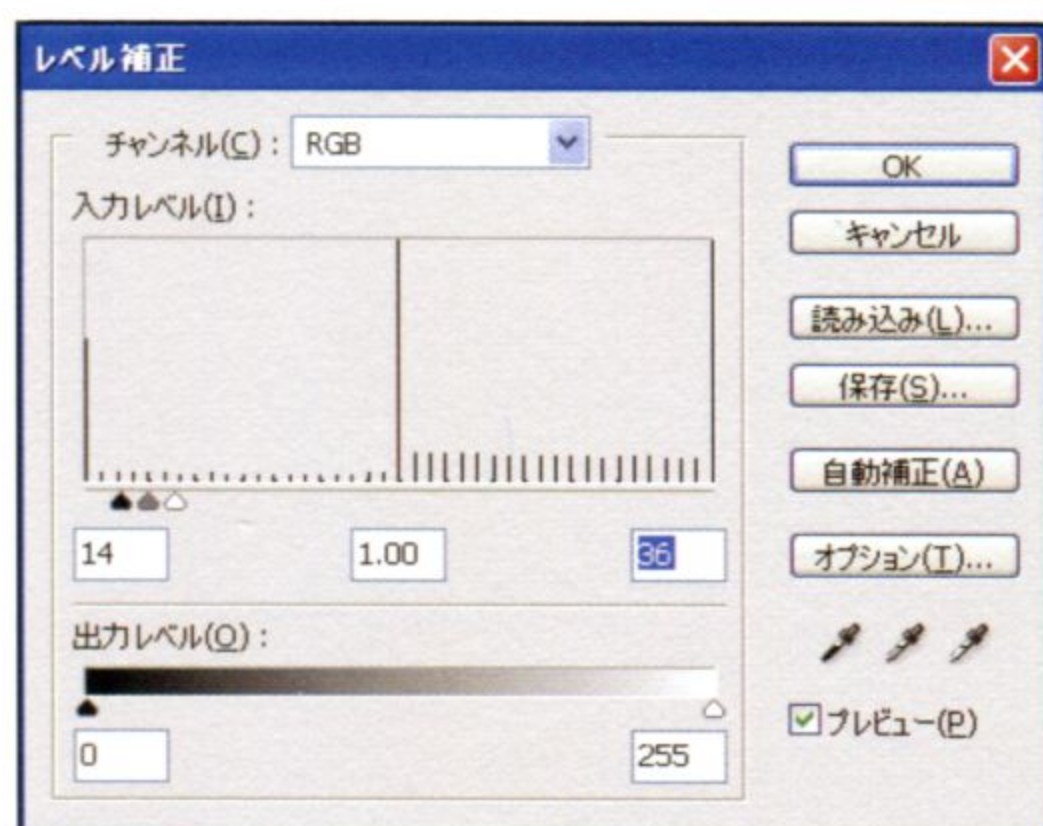 レベル補正
チャンネル(C) : RGB
入力レベル(I) :
14 1.00 36
出力レベル(O) :
0 255
OK
キャンセル
読み込み(L)...
保存(S)...
自動補正(A)
オプション(T)...
プレビュー(P)